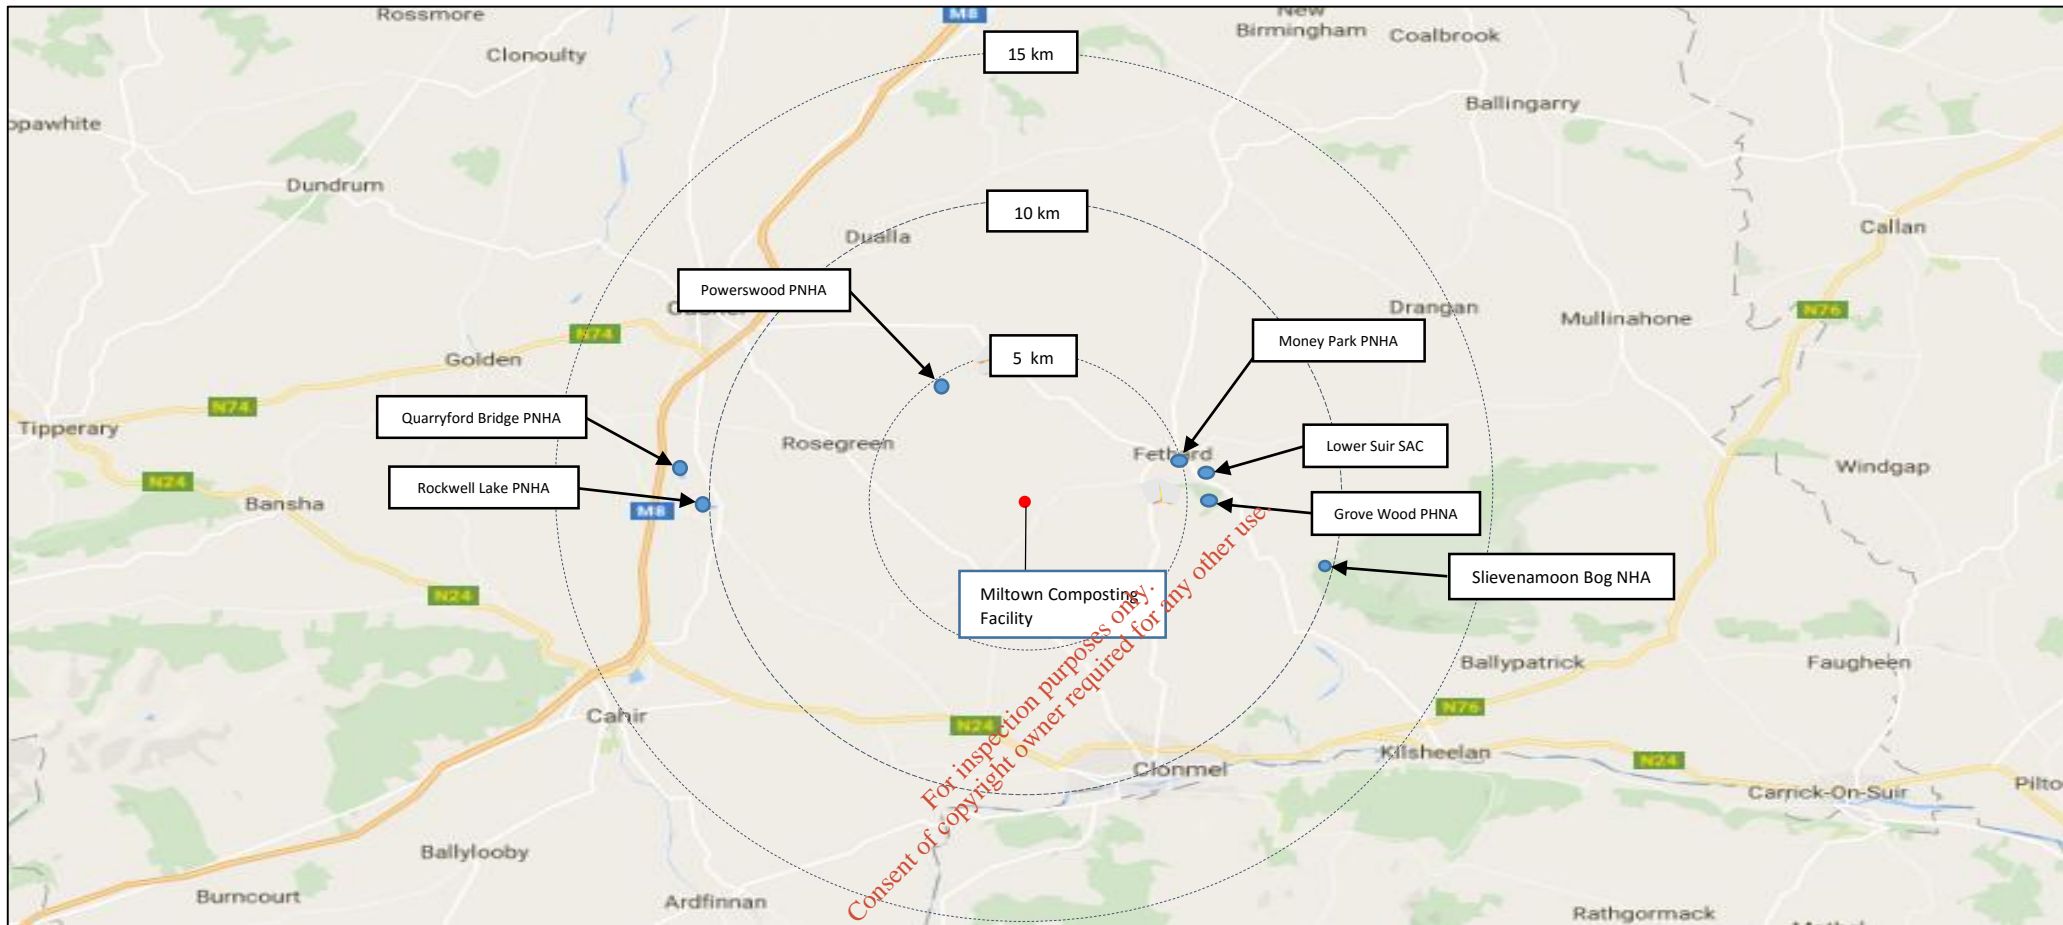 Rossmore
M8
New
Birmingham
Coalbrook
Clonoulty
15 km
Ballingarry
opawhite
Dundrum
10 km
Callan
Dualla
Powerswood PNHA
Drangan
N76
Mullinahone
N74
Money Park PNHA
Golden
5 km
N74
Quarryford Bridge PNHA
Tipperary
Rosegreen
Lower Suir SAC
Windgap
N24
Rockwell Lake PNHA
Bansha
M8
Grove Wood PHNA
Slievenamoon Bog NHA
N24
Miltown Composting
Facility
Ballypatrick
Faugheen
Cahir
N24
N76
Killsheelan
N24
Clonmel
Carrick-On-Suir
Pilto
Ballylooby
Burncourt
Ardfinnan
Rathgormack
For inspection purposes only.
Consent of copyright owner required for any other use.